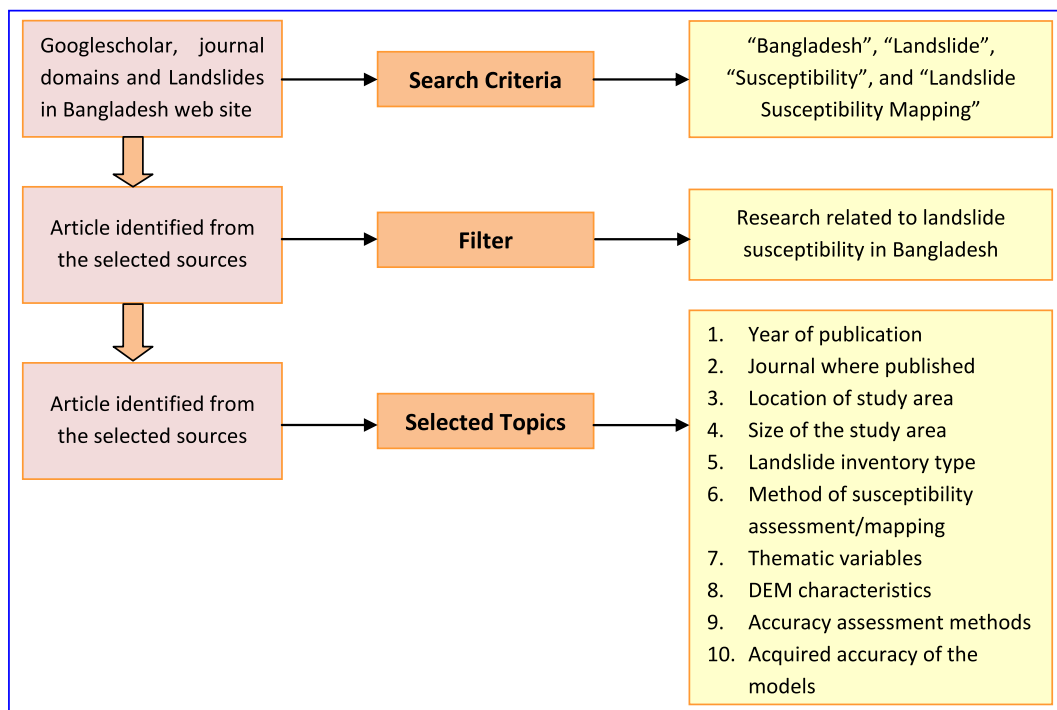 Googlescholar, journal
domains and Landslides
in Bangladesh web site
Search Criteria
“Bangladesh”, “Landslide”,
“Susceptibility”, and “Landslide
Susceptibility Mapping”
Article identified from
the selected sources
Filter
Research related to landslide
susceptibility in Bangladesh
Article identified from
the selected sources
Selected Topics
1. Year of publication
2. Journal where published
3. Location of study area
4. Size of the study area
5. Landslide inventory type
6. Method of susceptibility
assessment/mapping
7. Thematic variables
8. DEM characteristics
9. Accuracy assessment methods
10. Acquired accuracy of the
models